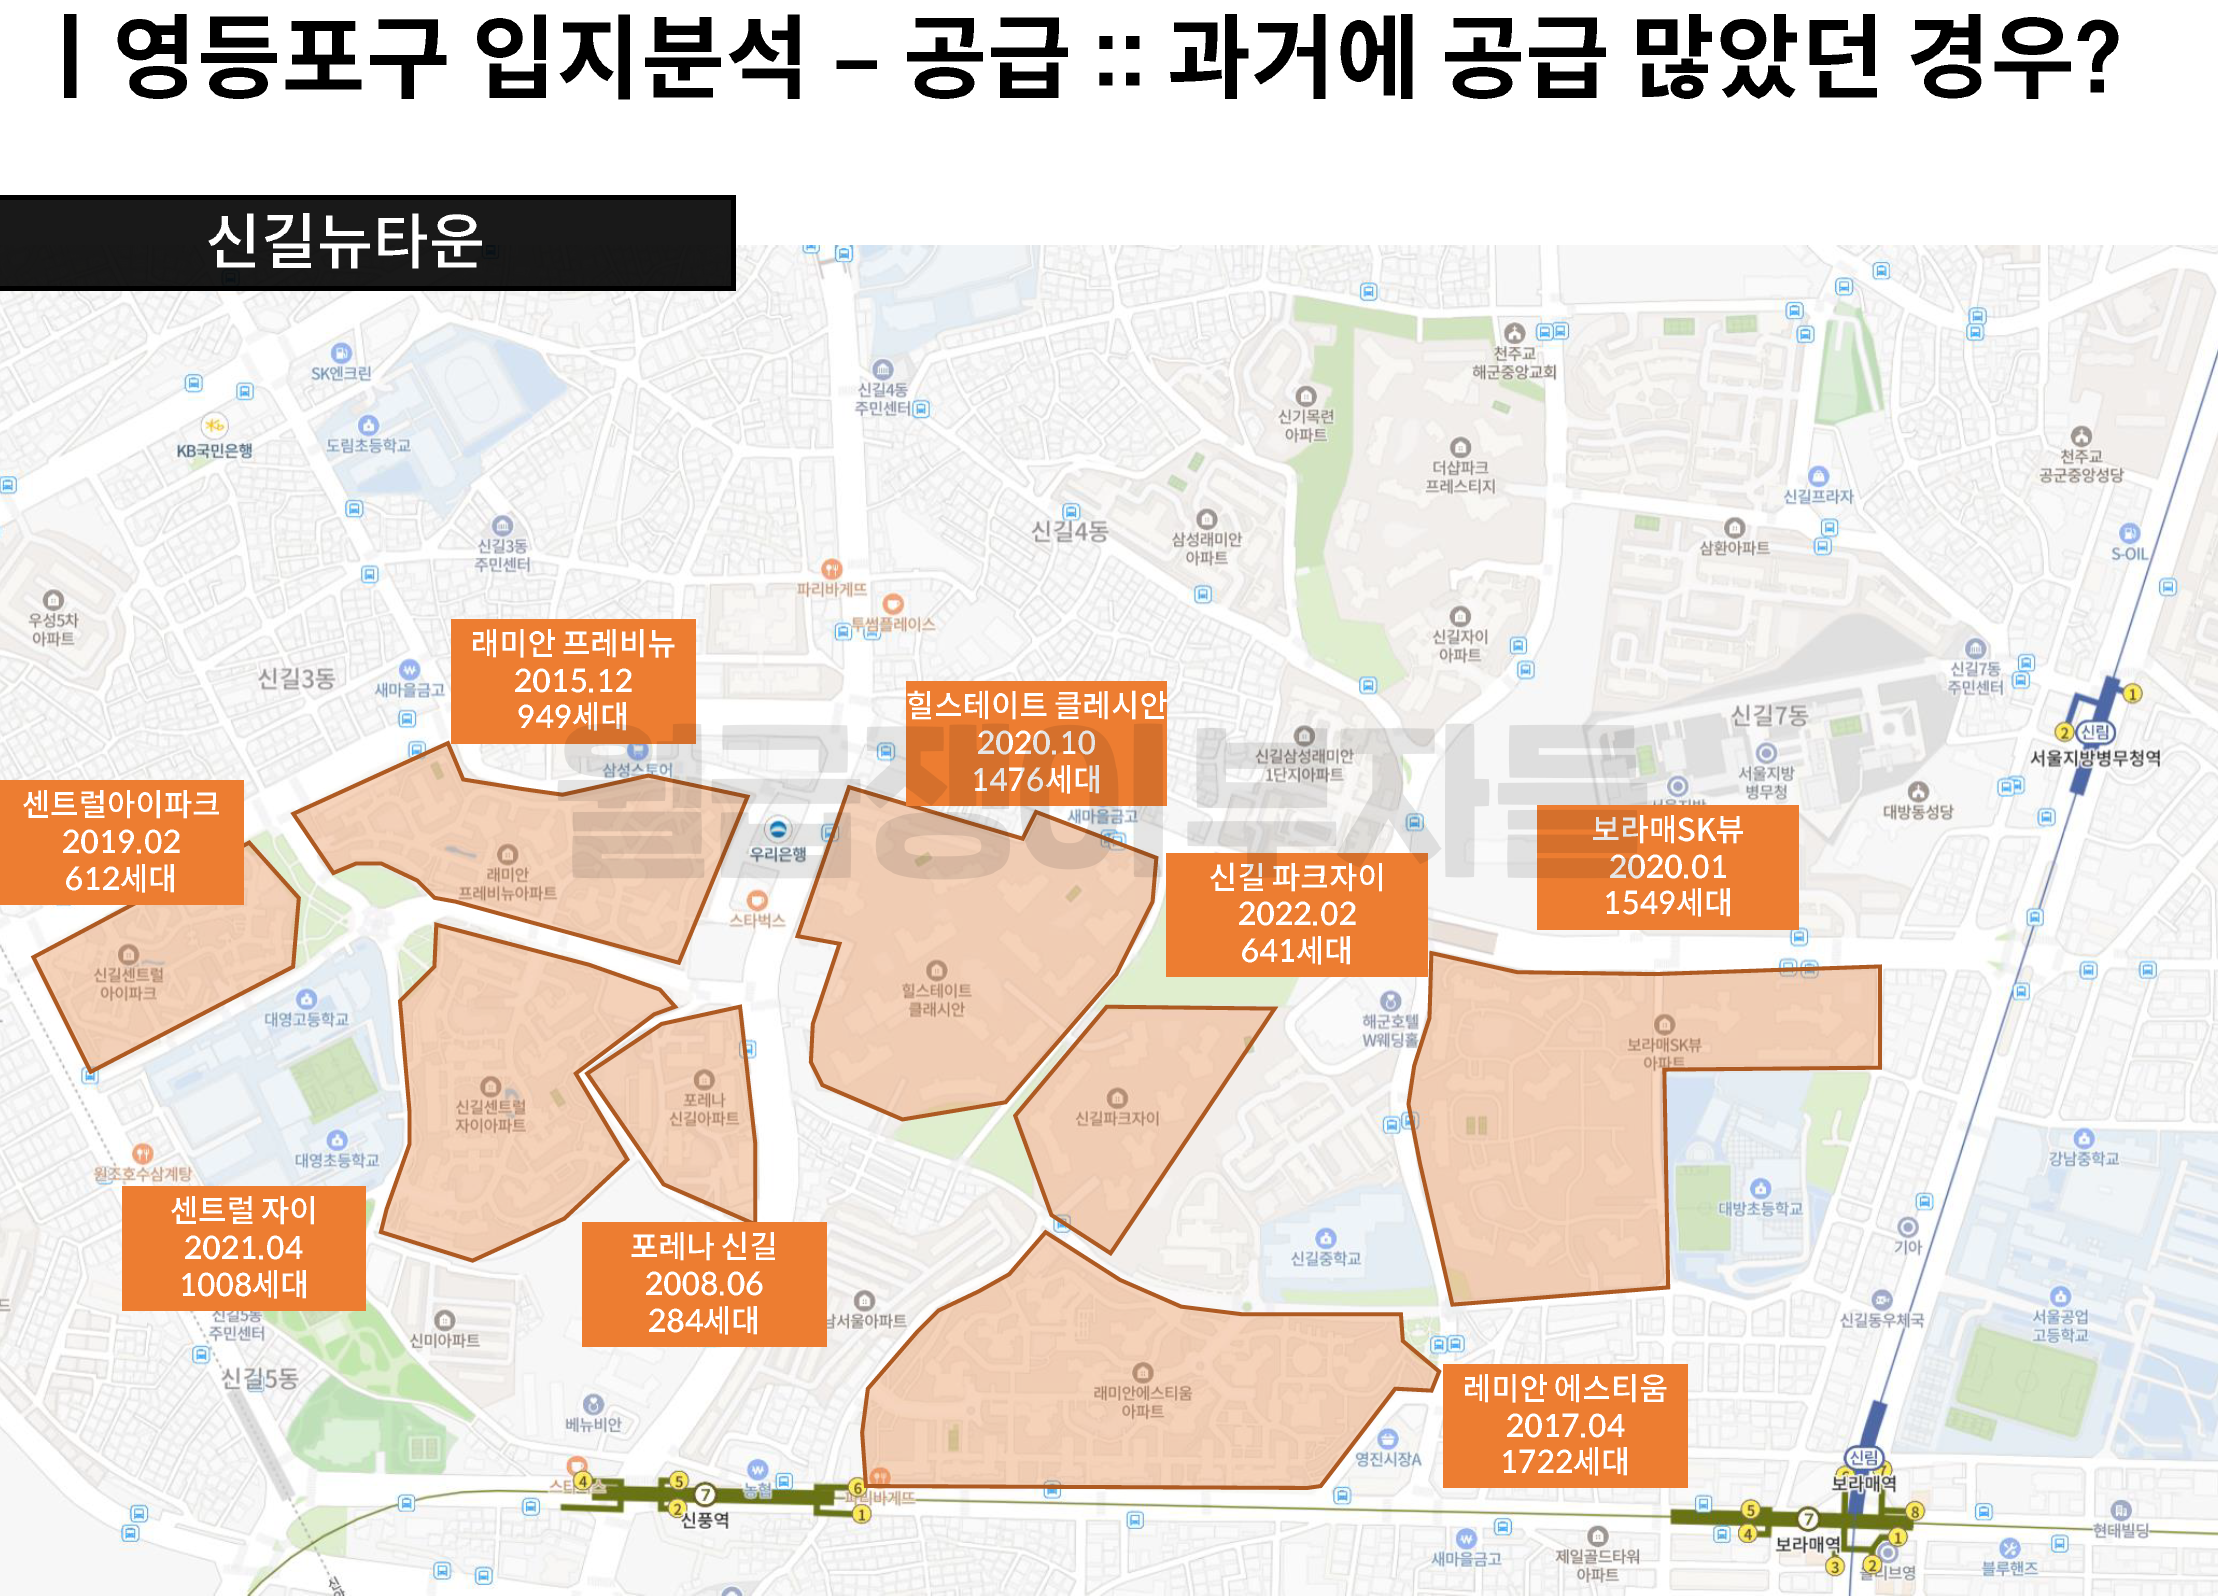 | 영등포구 입지분석 – 공급 :: 과거에 공급 많았던 경우?
신길뉴타운
SK엔크린
KB국민은행
도림초등학교
신길4동
주민센터
천주교
해군중앙교회
신기목련
아파트
더샵파크
프레스티지
신길프라자
천주교
공군중앙성당
신길3동
주민센터
신길4동
삼성래미안
아파트
삼환아파트
S-OIL
우성5차
아파트
파리바게뜨
투썸플레이스
신길자이
아파트
신길3동
새마을금고
래미안 프레비뉴
2015.12
949세대
삼성스토어
힐스테이트 클레시안
2020.10
1476세대
새마을금고
신길삼성래미안
1단지아파트
신길7동
신길7동
주민센터
서울지방
병무청
1
2
신림
서울지방병무청역
대방동성당
센트럴아이파크
2019.02
612세대
우리은행
래미안
프레비뉴아파트
스타벅스
신길 파크자이
2022.02
641세대
보라매SK뷰
2020.01
1549세대
신길센트럴
아이파크
대영고등학교
힐스테이트
클래시안
해군호텔
W웨딩홀
보라매SK뷰
아파트
신길센트럴
자이아파트
포레나
신길아파트
신길파크자이
대영초등학교
원조호수삼계탕
강남중학교
대방초등학교
센트럴 자이
2021.04
1008세대
포레나 신길
2008.06
284세대
신길중학교
기아
신길5동
주민센터
신미아파트
남서울아파트
신길동우체국
서울공업
고등학교
신길5동
래미안에스티움
아파트
레미안 에스티움
2017.04
1722세대
베뉴비안
영진시장A
4
5
7
2
신풍역
농협
6
1
파리바게뜨
신림
보라매역
5
4
7
보라매역
8
1
2
3
올리브영
현태빌딩
새마을금고
제일골드타워
아파트
블루핸즈
월급쟁이부자들